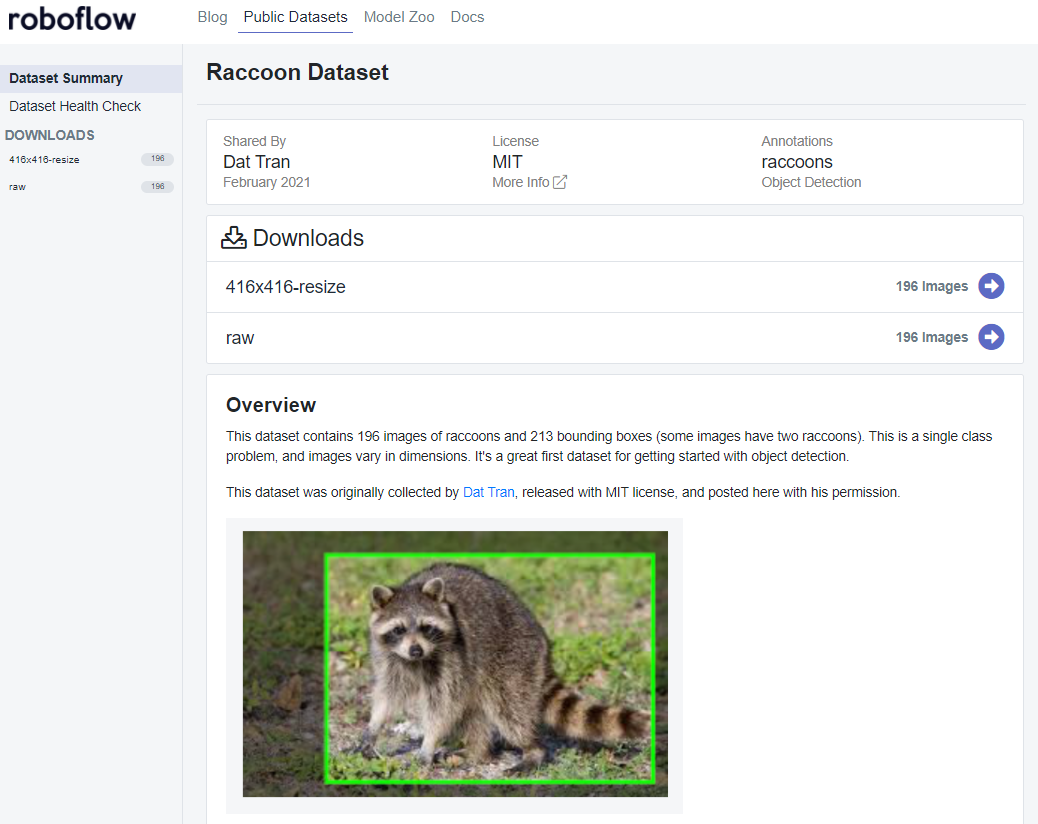 roboflow
Blog Public Datasets Model Zoo Docs
Dataset Summary
Dataset Health Check
DOWNLOADS
416x416-resize 196
raw 196
Raccoon Dataset
Shared By
Dat Tran
February 2021
License
MIT
More Info
Annotations
raccoons
Object Detection
Downloads
416x416-resize 196 Images
raw 196 Images
Overview
This dataset contains 196 images of raccoons and 213 bounding boxes (some images have two raccoons). This is a single class
problem, and images vary in dimensions. It's a great first dataset for getting started with object detection.
This dataset was originally collected by Dat Tran, released with MIT license, and posted here with his permission.